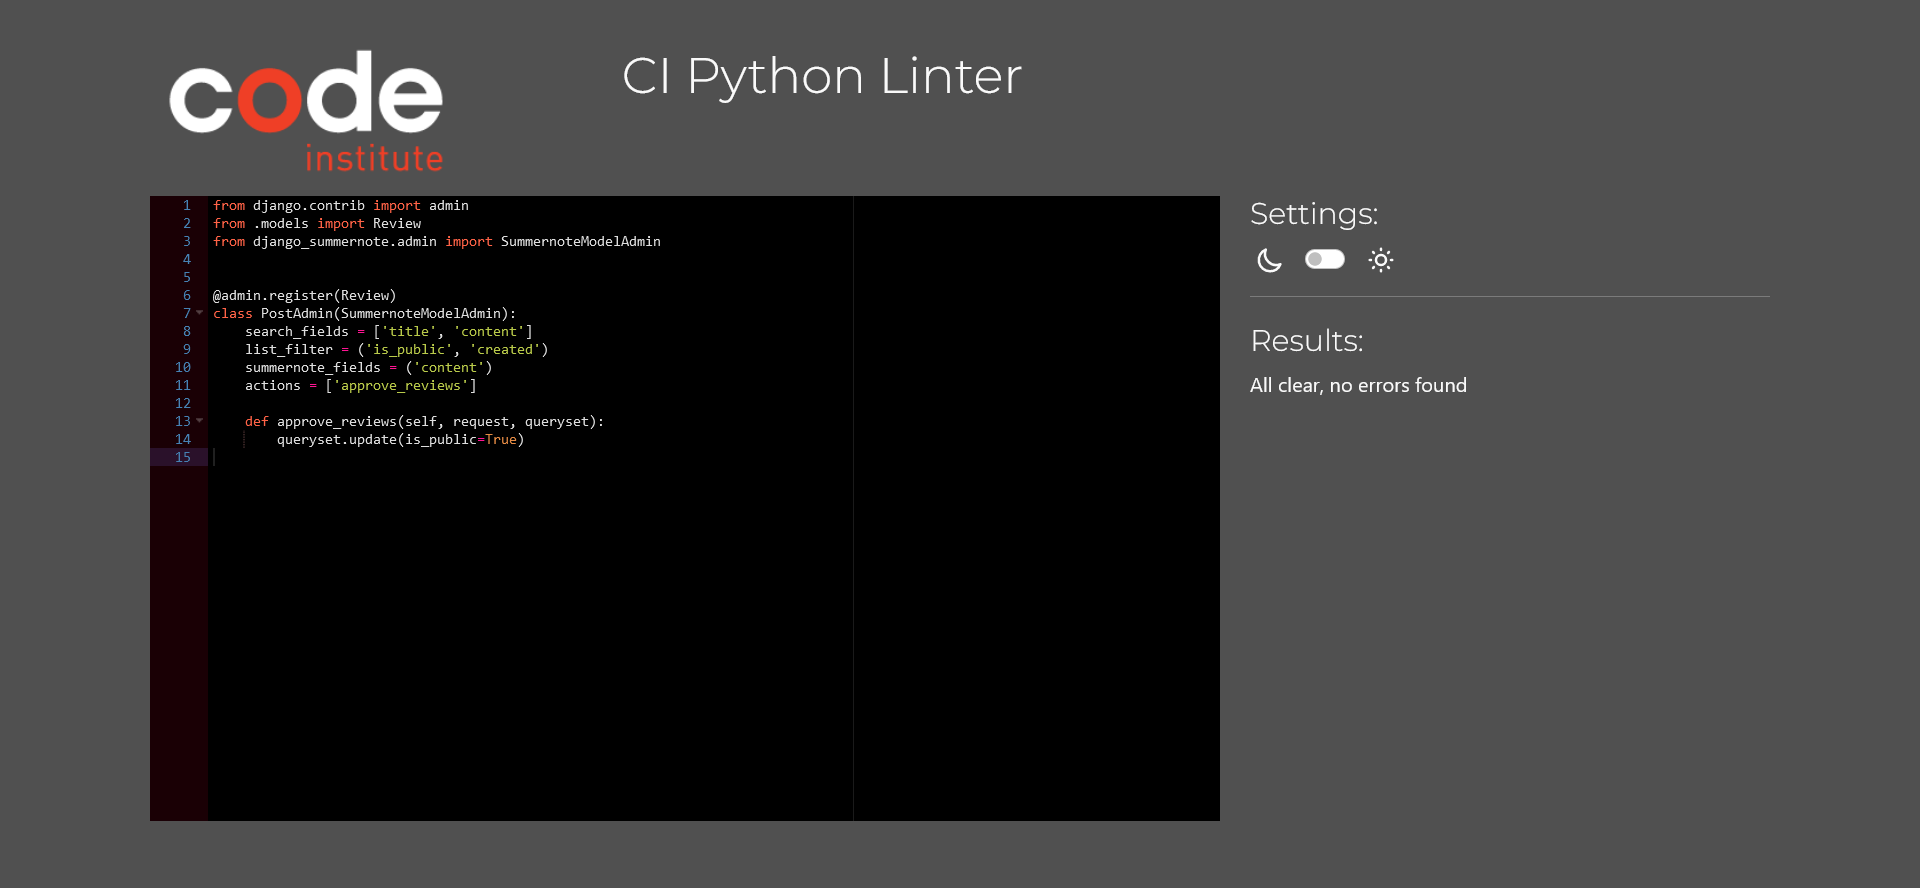 code
institute
CI Python Linter
1 from django.contrib import admin
2 from .models import Review
3 from django_summernote.admin import SummernoteModelAdmin
4
5
6 @admin.register(Review)
7 class PostAdmin(SummernoteModelAdmin):
8     search_fields = ['title', 'content']
9     list_filter = ('is_public', 'created')
10     summernote_fields = ('content')
11     actions = ['approve_reviews']
12
13     def approve_reviews(self, request, queryset):
14         queryset.update(is_public=True)
15
Settings:
Results:
All clear, no errors found